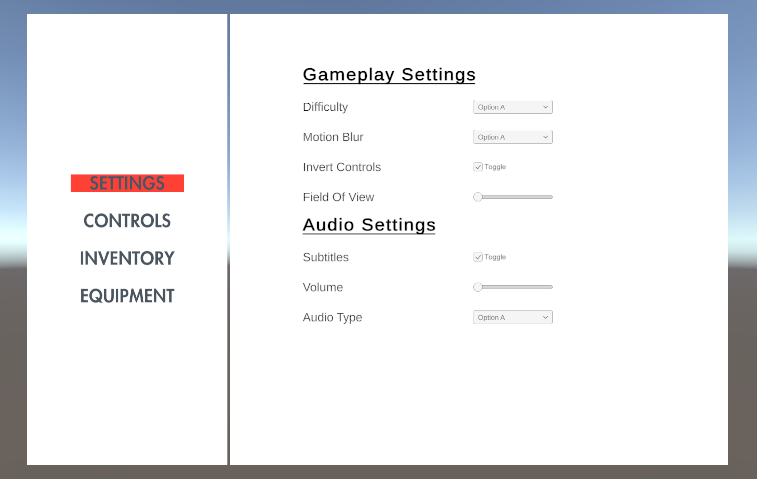 SETTINGS
CONTROLS
INVENTORY
EQUIPMENT
Gameplay Settings
Difficulty Option A
Motion Blur Option A
Invert Controls Toggle
Field Of View
Audio Settings
Subtitles Toggle
Volume
Audio Type Option A